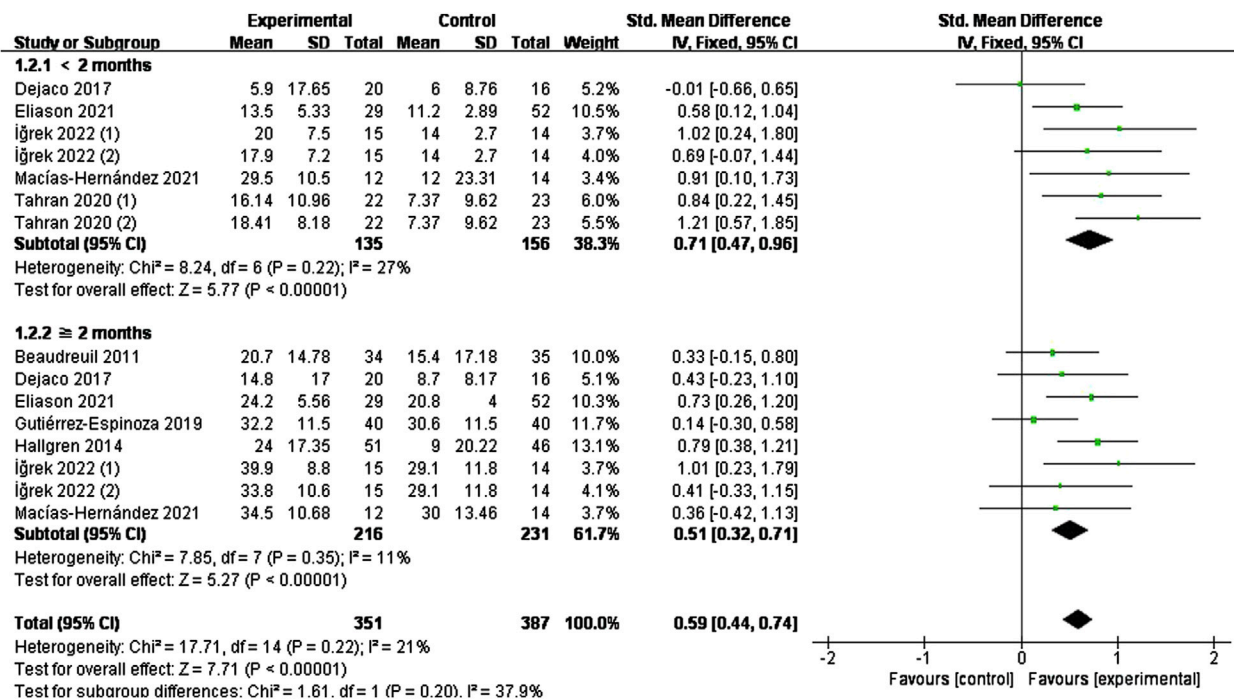 Experimental Control Std. Mean Difference Std. Mean Difference
Study or Subgroup Mean SD Total Mean SD Total Weight IV, Fixed, 95% CI IV, Fixed, 95% CI
1.2.1 < 2 months
Dejaco 2017 5.9 17.65 20 6 8.76 16 5.2% -0.01 [-0.66, 0.65]
Eliason 2021 13.5 5.33 29 11.2 2.89 52 10.5% 0.58 [0.12, 1.04]
İğrek 2022 (1) 20 7.5 15 14 2.7 14 3.7% 1.02 [0.24, 1.80]
İğrek 2022 (2) 17.9 7.2 15 14 2.7 14 4.0% 0.69 [-0.07, 1.44]
Macías-Hernández 2021 29.5 10.5 12 12 23.31 14 3.4% 0.91 [0.10, 1.73]
Tahran 2020 (1) 16.14 10.96 22 7.37 9.62 23 6.0% 0.84 [0.22, 1.45]
Tahran 2020 (2) 18.41 8.18 22 7.37 9.62 23 5.5% 1.21 [0.57, 1.85]
Subtotal (95% CI) 135 156 38.3% 0.71 [0.47, 0.96]
Heterogeneity: Chi² = 8.24, df = 6 (P = 0.22); I² = 27%
Test for overall effect: Z = 5.77 (P < 0.00001)
1.2.2 ≧ 2 months
Beaudreuil 2011 20.7 14.78 34 15.4 17.18 35 10.0% 0.33 [-0.15, 0.80]
Dejaco 2017 14.8 17 20 8.7 8.17 16 5.1% 0.43 [-0.23, 1.10]
Eliason 2021 24.2 5.56 29 20.8 4 52 10.3% 0.73 [0.26, 1.20]
Gutiérrez-Espinoza 2019 32.2 11.5 40 30.6 11.5 40 11.7% 0.14 [-0.30, 0.58]
Hallgren 2014 24 17.35 51 9 20.22 46 13.1% 0.79 [0.38, 1.21]
İğrek 2022 (1) 39.9 8.8 15 29.1 11.8 14 3.7% 1.01 [0.23, 1.79]
İğrek 2022 (2) 33.8 10.6 15 29.1 11.8 14 4.1% 0.41 [-0.33, 1.15]
Macías-Hernández 2021 34.5 10.68 12 30 13.46 14 3.7% 0.36 [-0.42, 1.13]
Subtotal (95% CI) 216 231 61.7% 0.51 [0.32, 0.71]
Heterogeneity: Chi² = 7.85, df = 7 (P = 0.35); I² = 11%
Test for overall effect: Z = 5.27 (P < 0.00001)
Total (95% CI) 351 387 100.0% 0.59 [0.44, 0.74]
Heterogeneity: Chi² = 17.71, df = 14 (P = 0.22); I² = 21%
Test for overall effect: Z = 7.71 (P < 0.00001)
Test for subgroup differences: Chi² = 1.61, df = 1 (P = 0.20), I² = 37.9%
-2 -1 0 1 2
Favours [control] Favours [experimental]